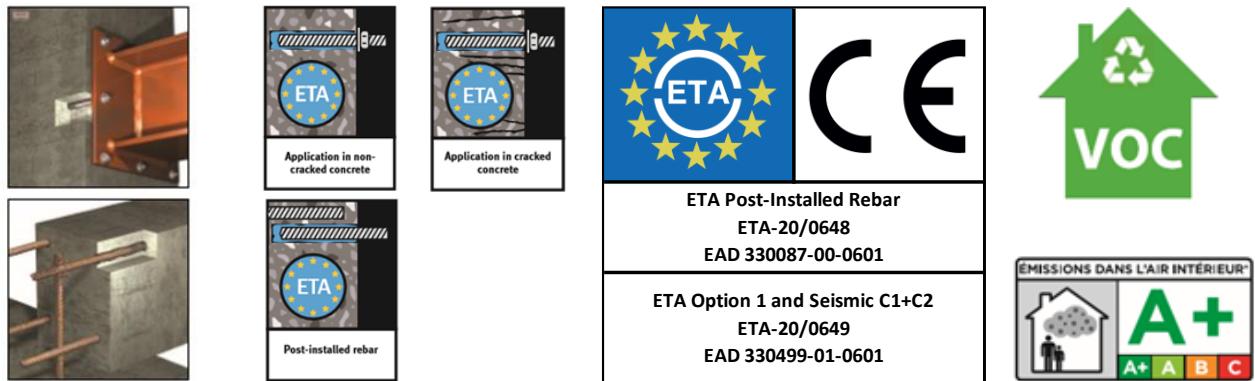 ETA
Application in non-
cracked concrete
ETA
Application in cracked
concrete
ETA
Post-installed rebar
ETA
CE
ETA Post-Installed Rebar
ETA-20/0648
EAD 330087-00-0601
ETA Option 1 and Seismic C1+C2
ETA-20/0649
EAD 330499-01-0601
VOC
ÉMISSIONS DANS L'AIR INTÉRIEUR*
A+
A+ A B C